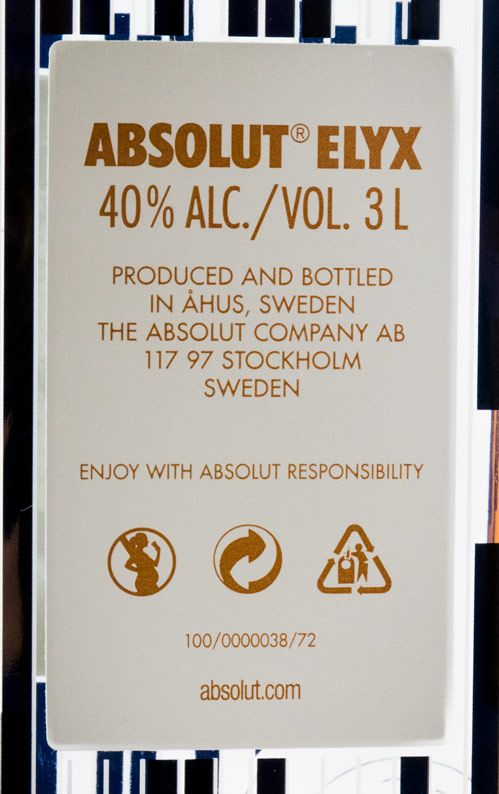 ABSOLUT® ELYX
40% ALC./VOL. 3 L
PRODUCED AND BOTTLED
IN ÅHUS, SWEDEN
THE ABSOLUT COMPANY AB
117 97 STOCKHOLM
SWEDEN
ENJOY WITH ABSOLUT RESPONSIBILITY
100/0000038/72
absolut.com